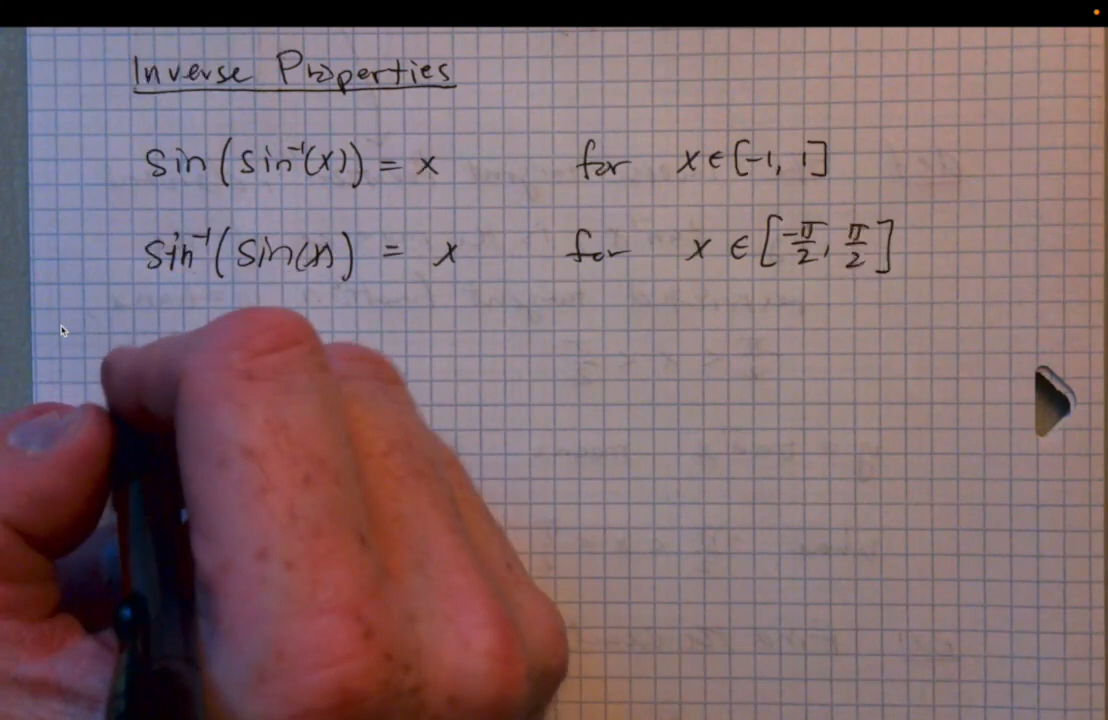 Inverse Properties
sin(sin⁻¹(x)) = x for x ∈ [-1, 1]
sin⁻¹(sin(x) = x for x ∈ [-π/2, π/2]